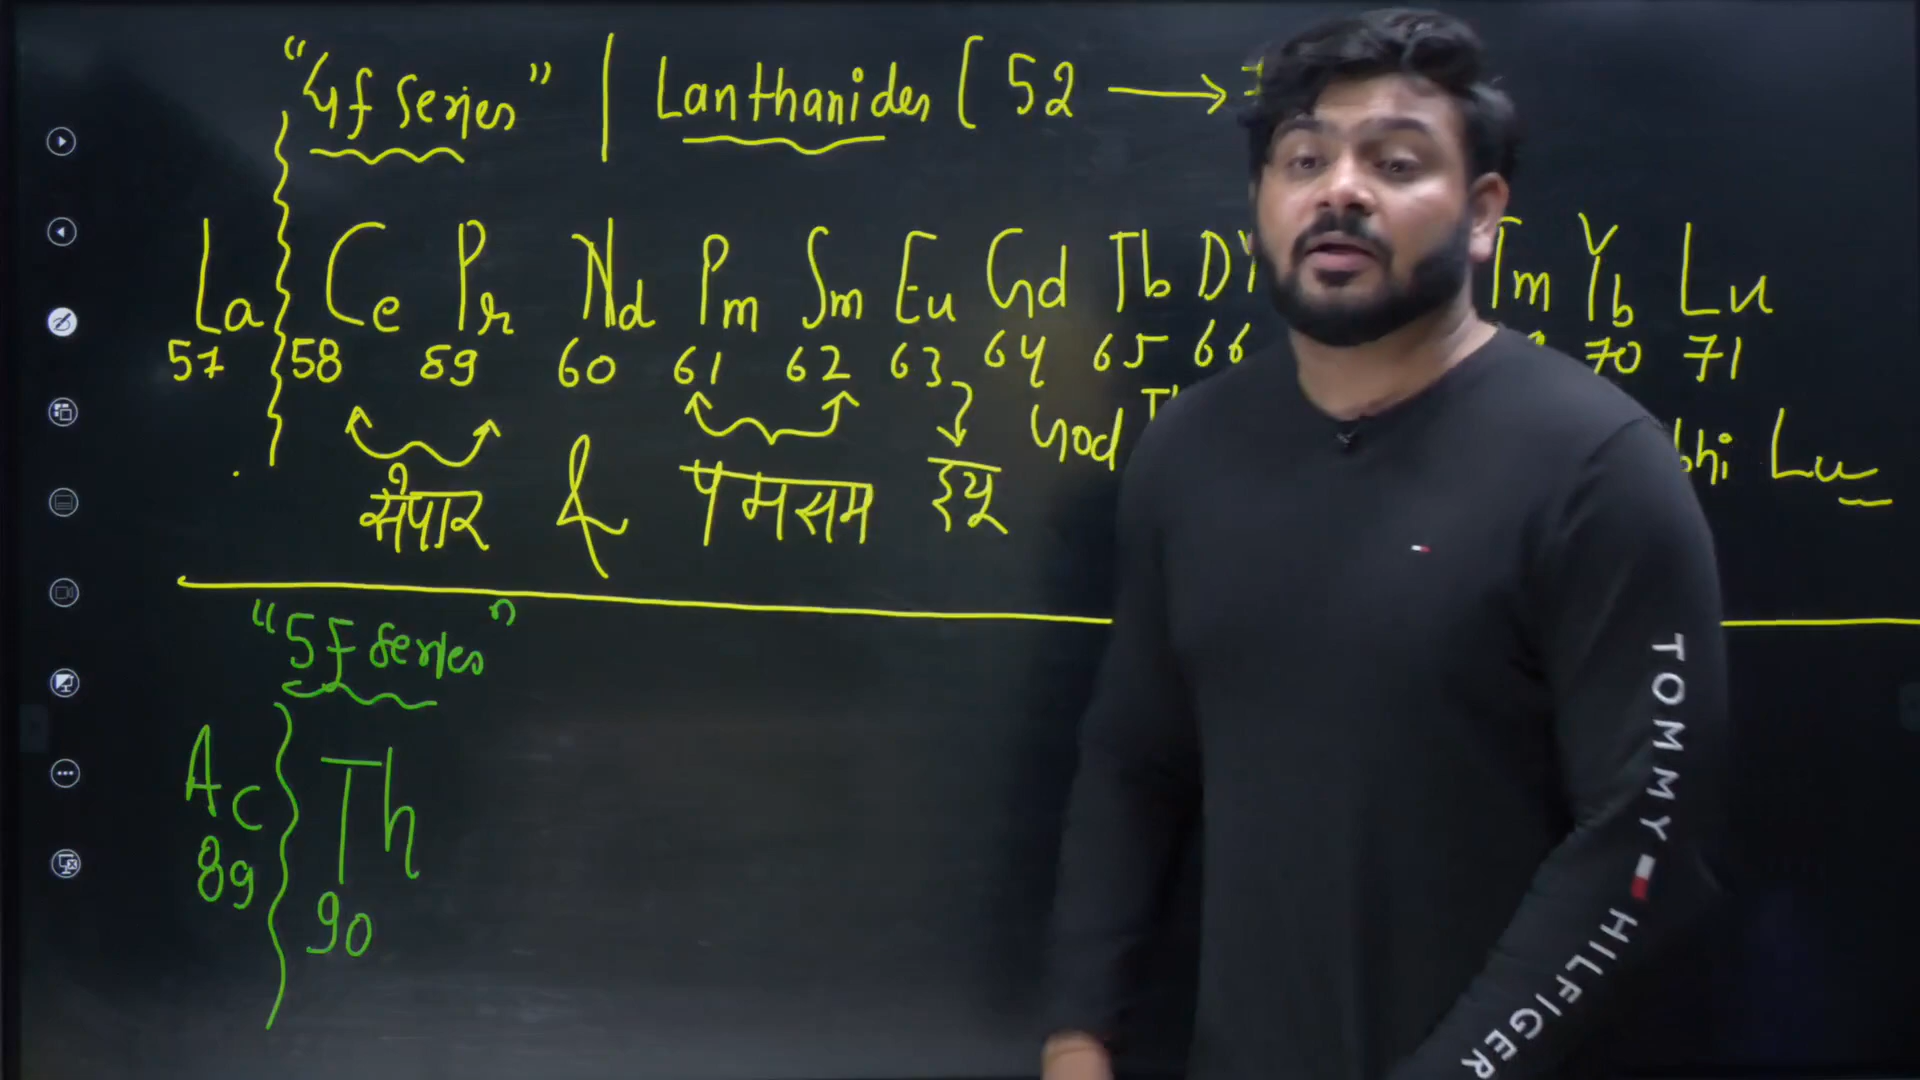 "4f series" | Lanthanides [ 52 →
La Ce Pr Nd Pm Sm Eu Gd Tb Dy Tm Yb Lu
57 58 59 60 61 62 63 64 65 66 70 71
God bhi Lu
सेपार & पमसम इयू
"5f series"
Ac Th
89 90
TOMMY HILFIGER